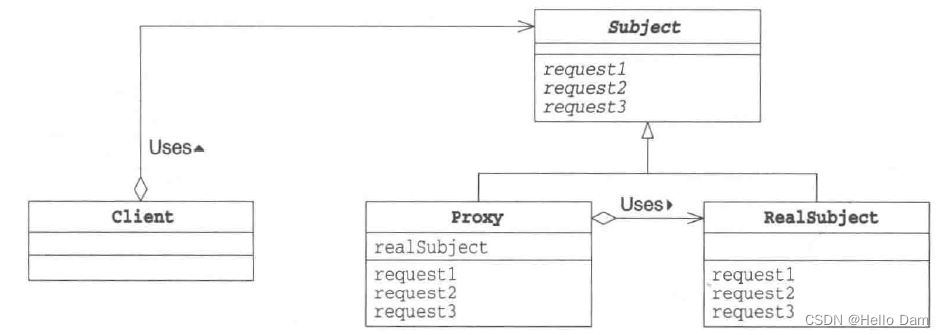 Subject
request1
request2
request3
Uses
Client
Proxy
realSubject
request1
request2
request3
Uses
RealSubject
request1
request2
request3
CSDN @Hello Dam